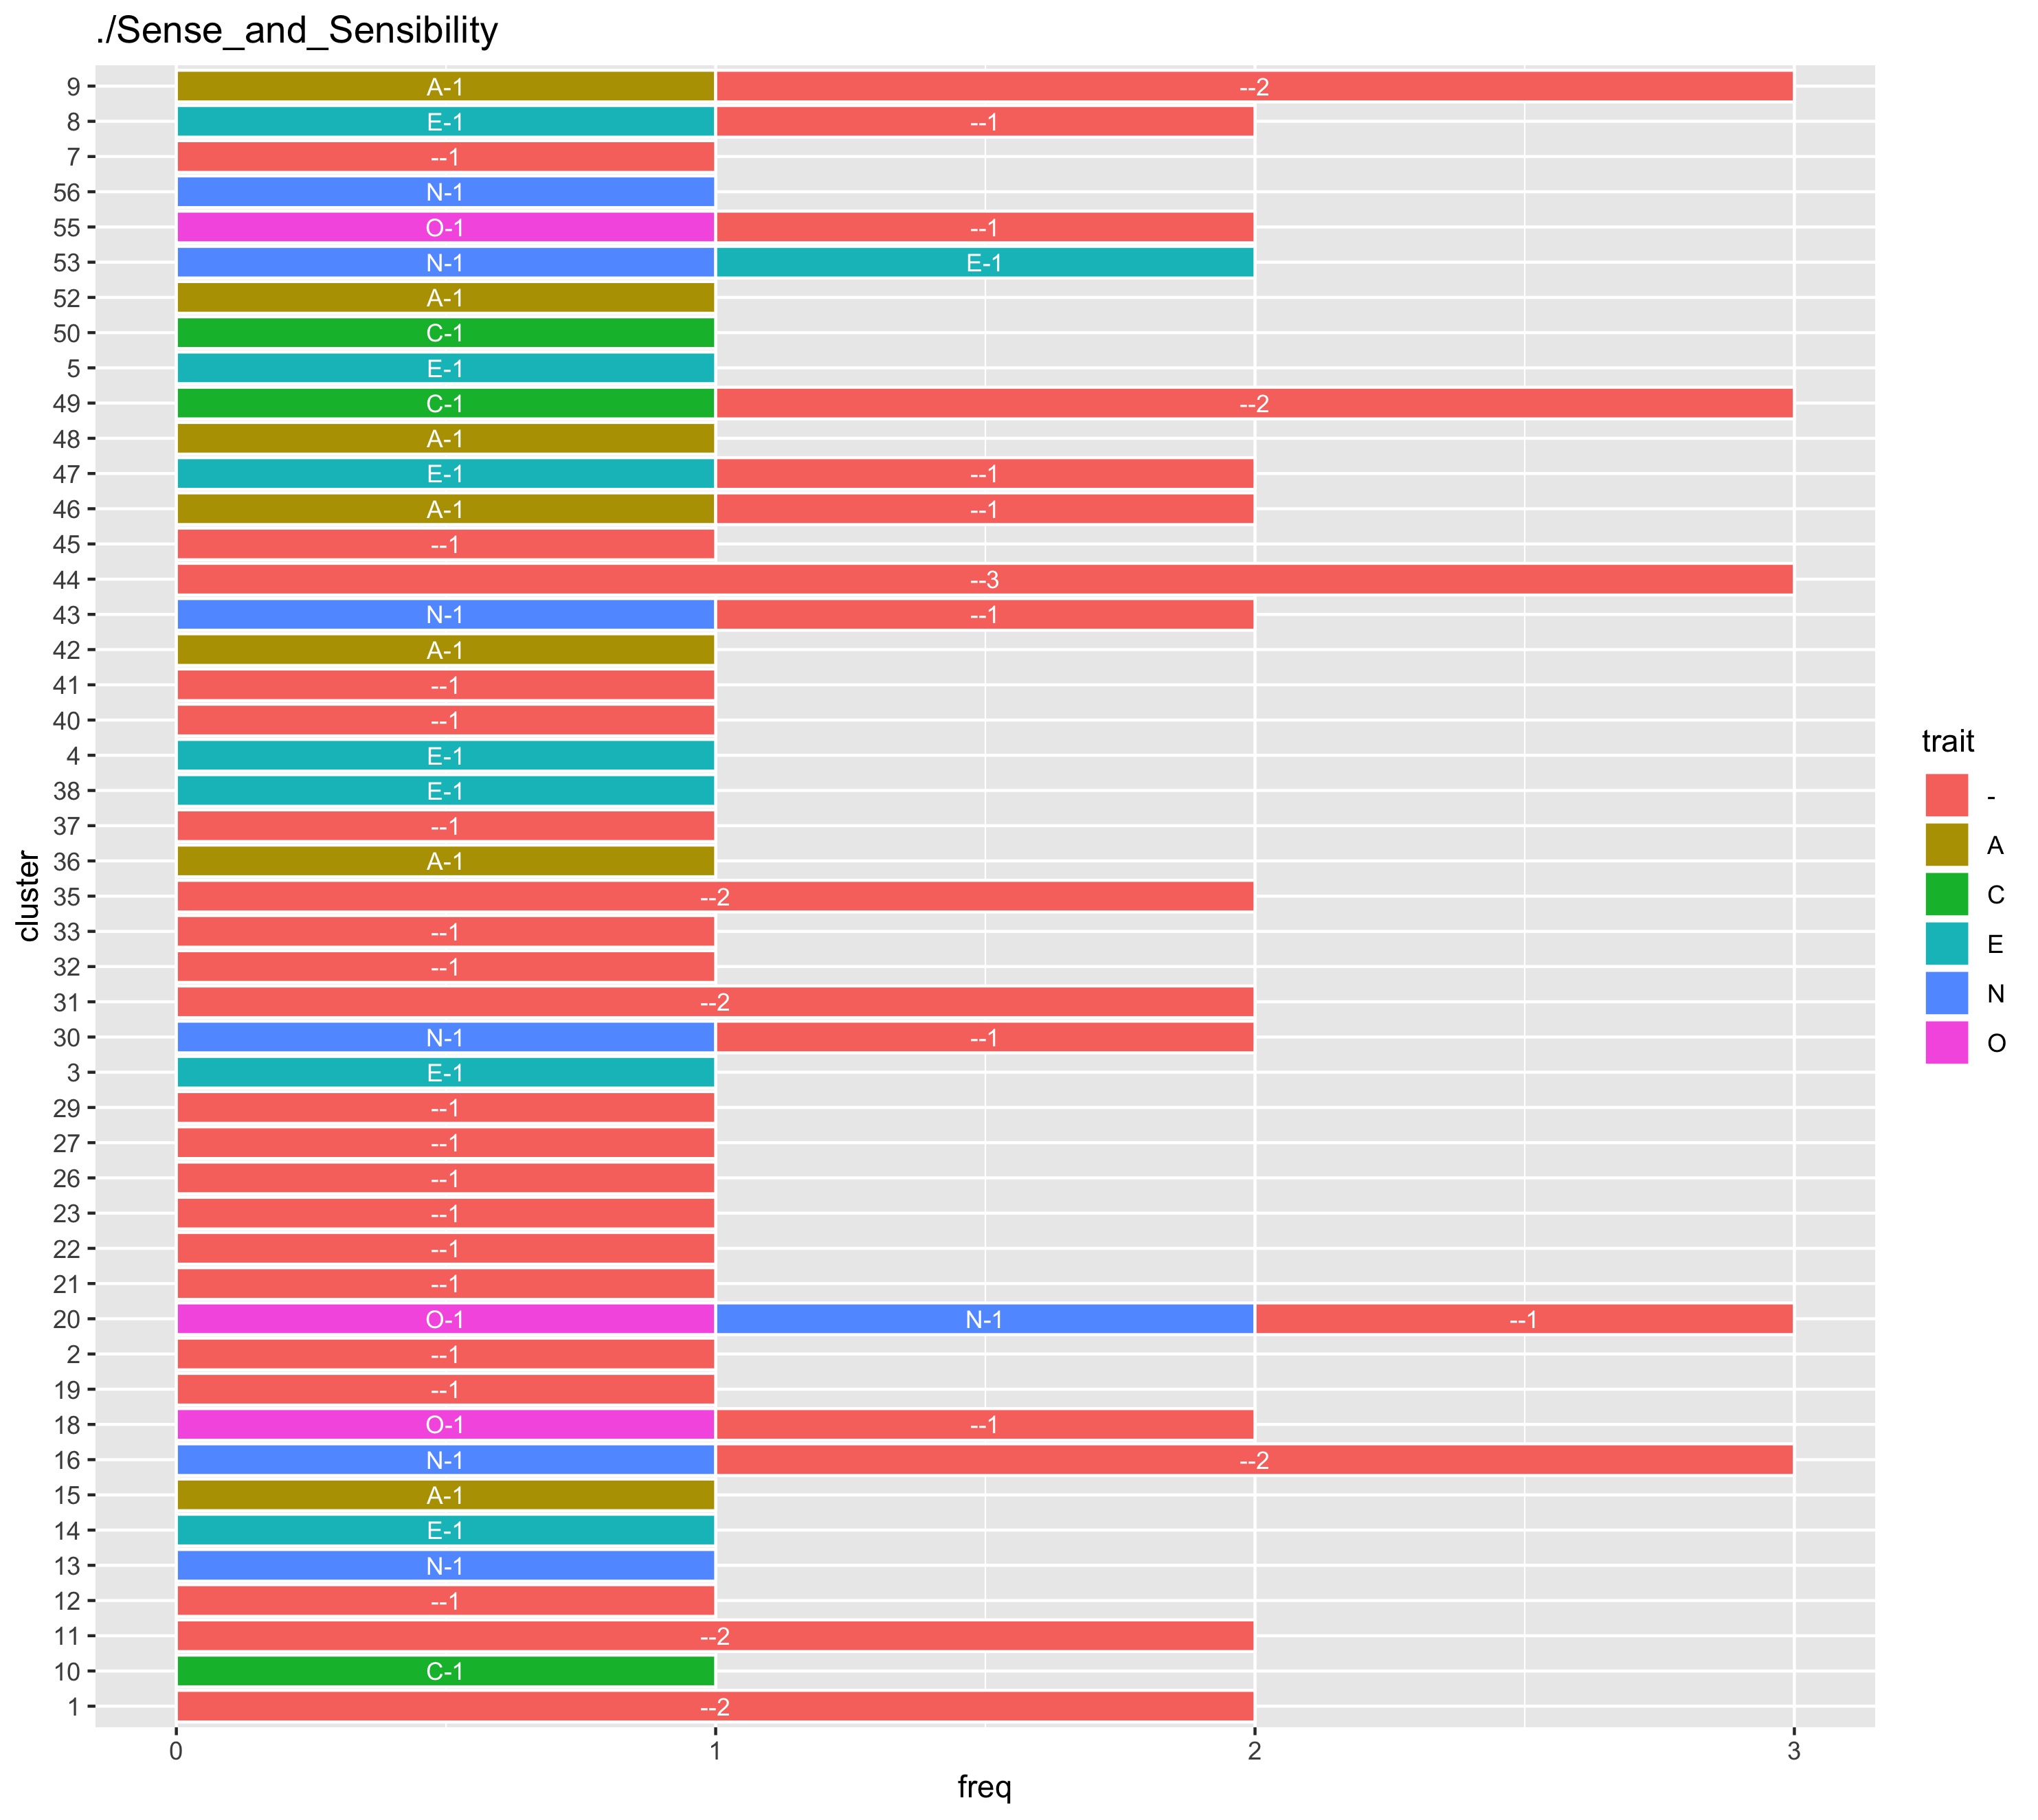 ./Sense_and_Sensibility
9 A-1 --2
8 E-1 --1
7 --1
56 N-1
55 O-1 --1
53 N-1 E-1
52 A-1
50 C-1
5 E-1
49 C-1 --2
48 A-1
47 E-1 --1
46 A-1 --1
45 --1
44 --3
43 N-1 --1
42 A-1
41 --1
40 --1
4 E-1
38 E-1
37 --1
36 A-1
35 --2
33 --1
32 --1
31 --2
30 N-1 --1
3 E-1
29 --1
27 --1
26 --1
23 --1
22 --1
21 --1
20 O-1 N-1 --1
2 --1
19 --1
18 O-1 --1
16 N-1 --2
15 A-1
14 E-1
13 N-1
12 --1
11 --2
10 C-1
1 --2
0 1 2 3
freq
cluster
trait
-
A
C
E
N
O